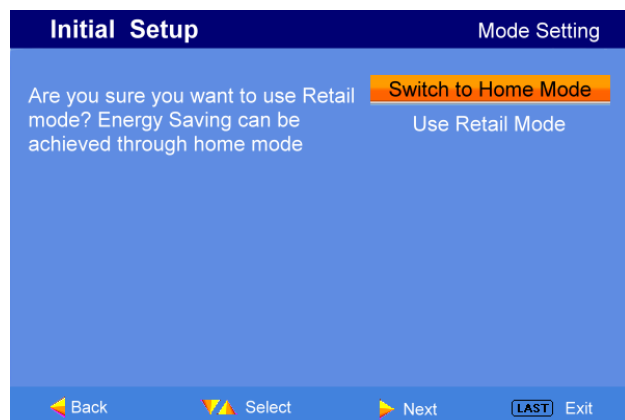 Initial Setup
Mode Setting
Are you sure you want to use Retail
mode? Energy Saving can be
achieved through home mode
Switch to Home Mode
Use Retail Mode
Back
Select
Next
LAST Exit